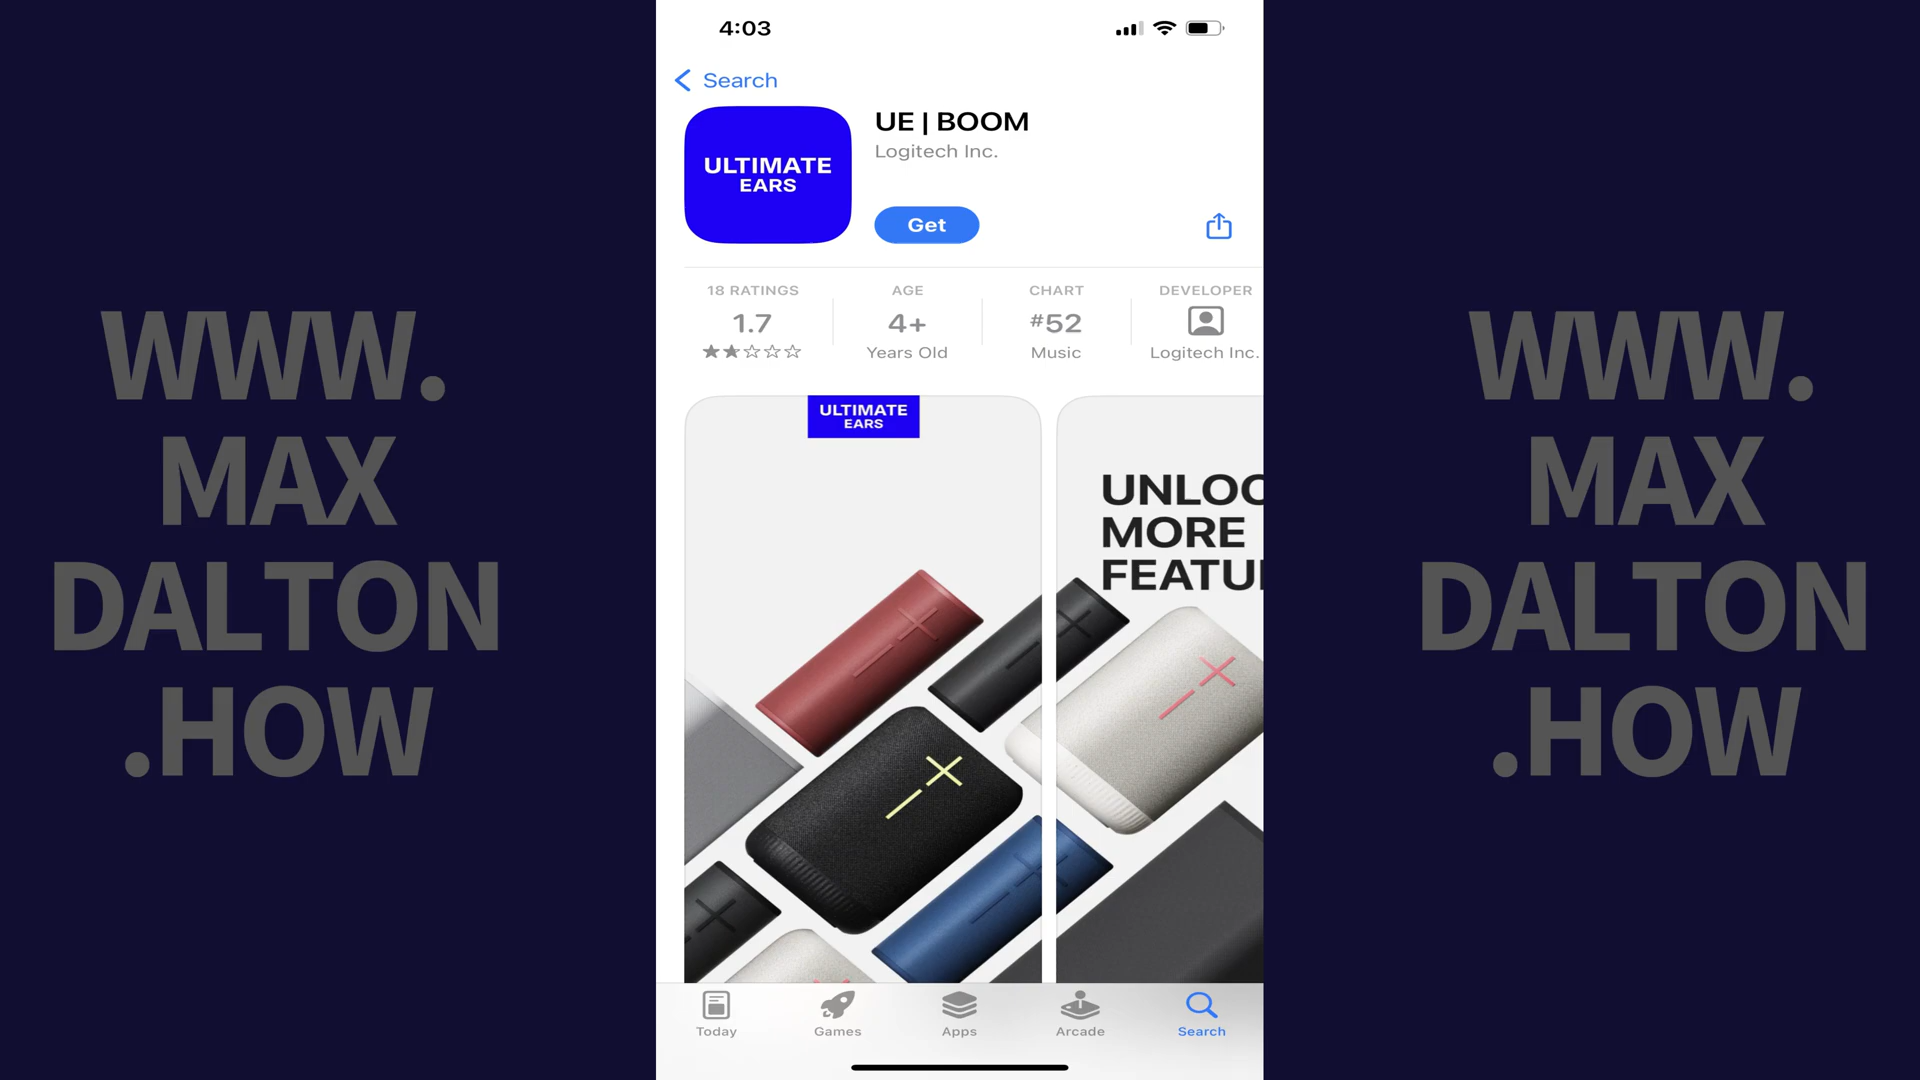 WWW.
MAX
DALTON
.HOW
4:03
Search
ULTIMATE
EARS
UE | BOOM
Logitech Inc.
Get
18 RATINGS
1.7
AGE
4+
Years Old
CHART
#52
Music
DEVELOPER
Logitech Inc.
ULTIMATE
EARS
UNLOC
MORE
FEATU
Today
Games
Apps
Arcade
Search
WWW.
MAX
DALTON
.HOW